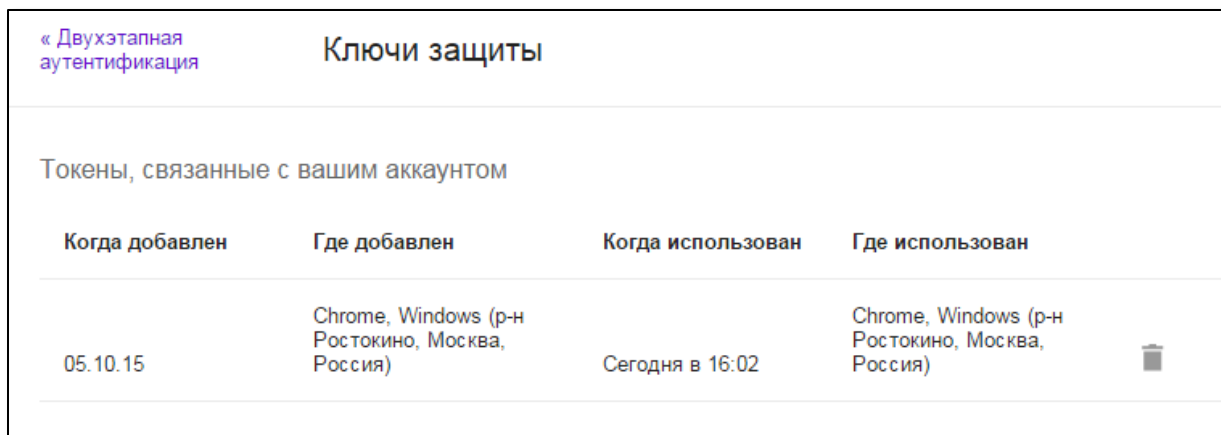 « Двухэтапная
аутентификация
Ключи защиты
Токены, связанные с вашим аккаунтом
Когда добавлен Где добавлен Когда использован Где использован
Chrome, Windows (р-н Chrome, Windows (р-н
Ростокино, Москва, Ростокино, Москва,
05.10.15 Россия) Сегодня в 16:02 Россия)